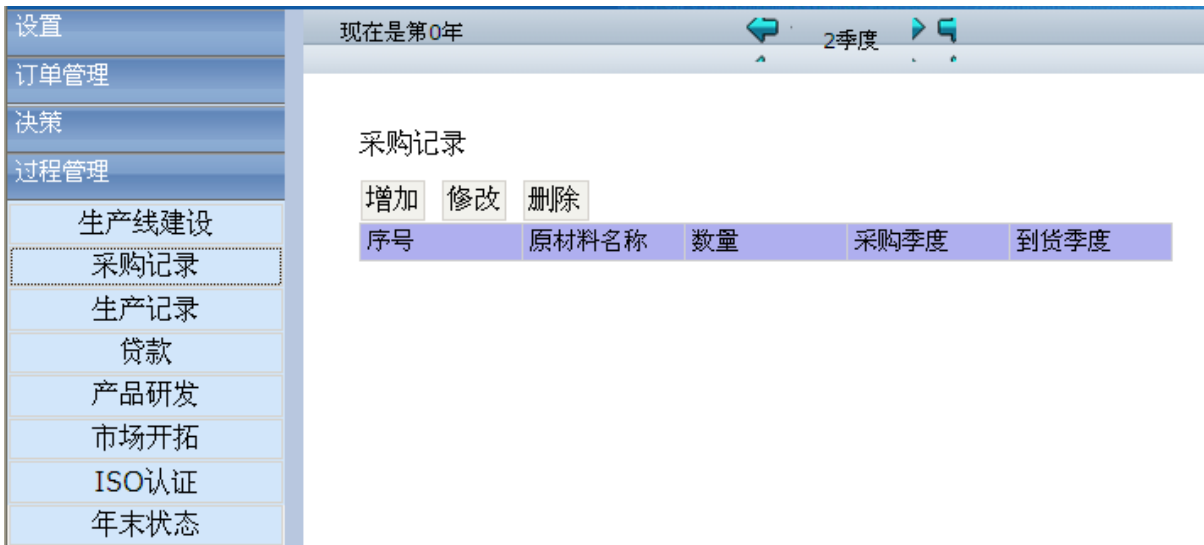 设置
订单管理
决策
过程管理
生产线建设
采购记录
生产记录
贷款
产品研发
市场开拓
ISO认证
年末状态
现在是第0年 2季度
采购记录
增加 修改 删除
序号 原材料名称 数量 采购季度 到货季度